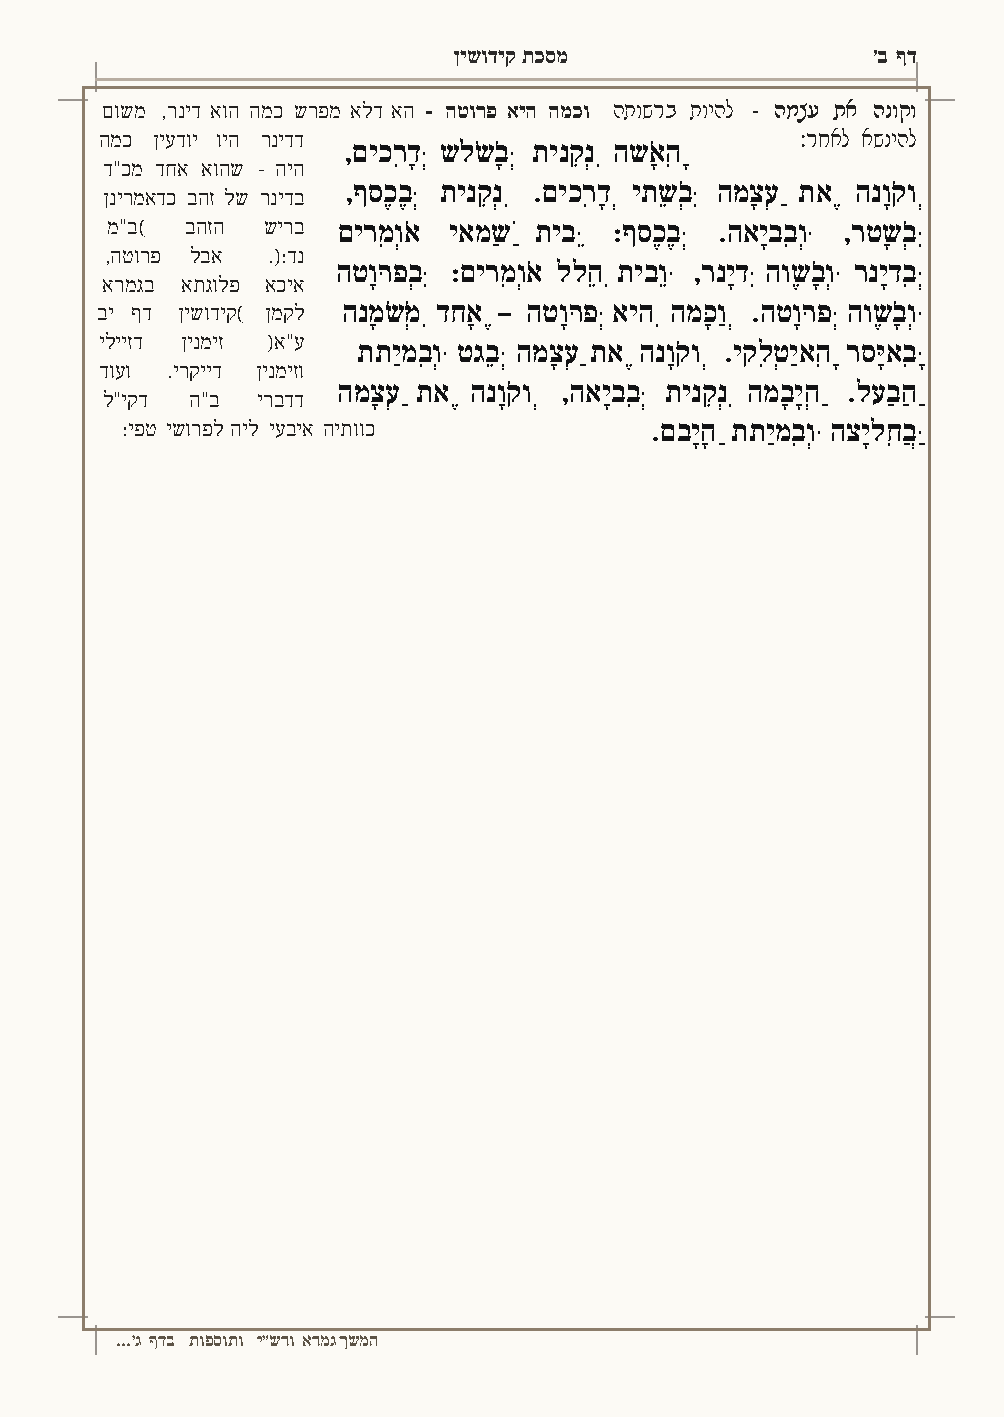 דף ב׳
מסכת קידושין
וקונה את עצמה - להיות ברשותה
להינשא לאחר:
הָאִשָּׁה נִקְנֵית בְּשָׁלֹשׁ דְּרָכִים,
וְקוֹנָה אֶת עַצְמָהּ בִּשְׁתֵּי דְרָכִים. נִקְנֵית בְּכֶסֶף,
בִּשְׁטָר, וּבְבִיאָה. בְּכֶסֶף: בֵּית שַׁמַּאי אוֹמְרִים
בְּדִינָר וּבְשָׁוֶה דִּינָר, וּבֵית הִלֵּל אוֹמְרִים: בִּפְרוּטָה
וּבְשָׁוֶה פְּרוּטָה. וְכַמָּה הִיא פְּרוּטָה – אֶחָד מִשְּׁמֹנָה
בָּאִיסָּר הָאִיטַלְקִי. וְקוֹנָה אֶת עַצְמָהּ בְּגֵט וּבְמִיתַת
הַבַּעַל. הַיְבָמָה נִקְנֵית בְּבִיאָה, וְקוֹנָה אֶת עַצְמָהּ
בַּחֲלִיצָה וּבְמִיתַת הַיָּבָם.
וכמה היא פרוטה - הא דלא מפרש כמה הוא דינר, משום
דדינר היו יודעין כמה
היה - שהוא אחד מכ"ד
בדינר של זהב כדאמרינן
בריש הזהב )ב"מ
נד:(. אבל פרוטה,
איכא פלוגתא בגמרא
לקמן )קידושין דף יב
ע"א( זימנין דזיילי
וזימנין דייקרי. ועוד
דדברי ב"ה דקי"ל
כוותיה איבעי ליה לפרושי טפי:
המשך גמרא ורש״י ותוספות בדף ג׳...